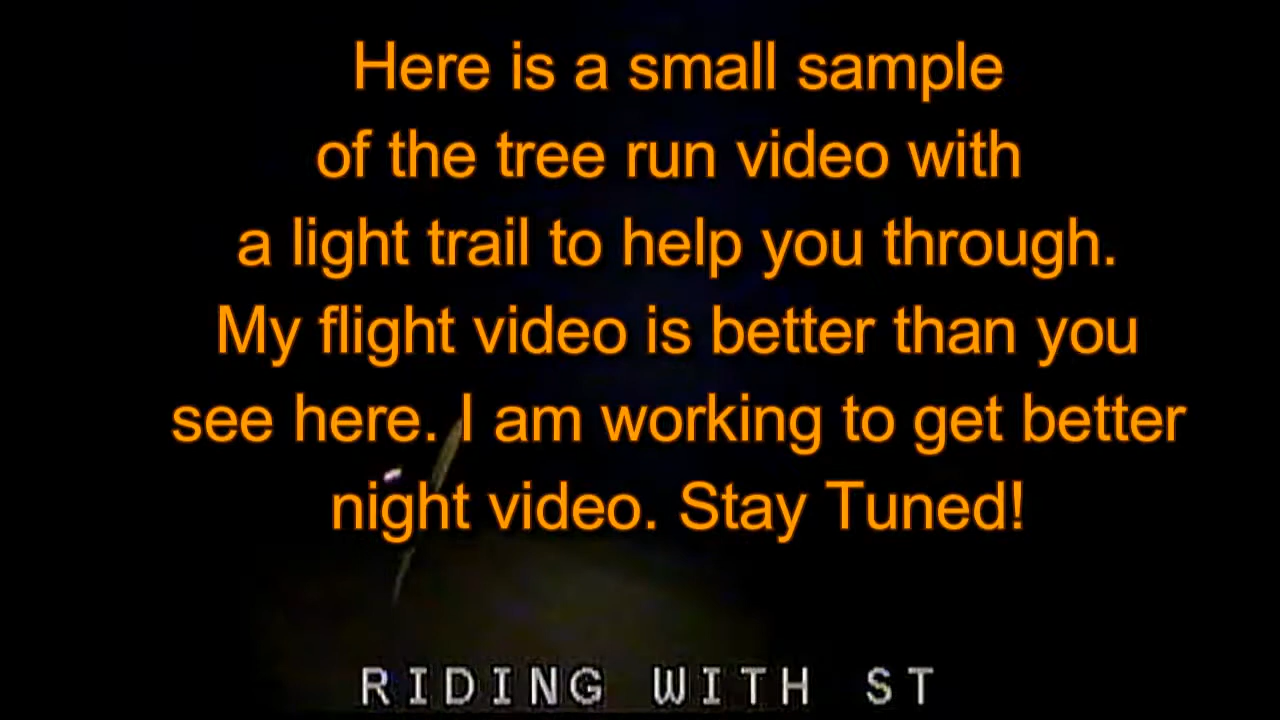 Here is a small sample
of the tree run video with
a light trail to help you through.
My flight video is better than you
see here. I am working to get better
night video. Stay Tuned!
RIDING WITH ST